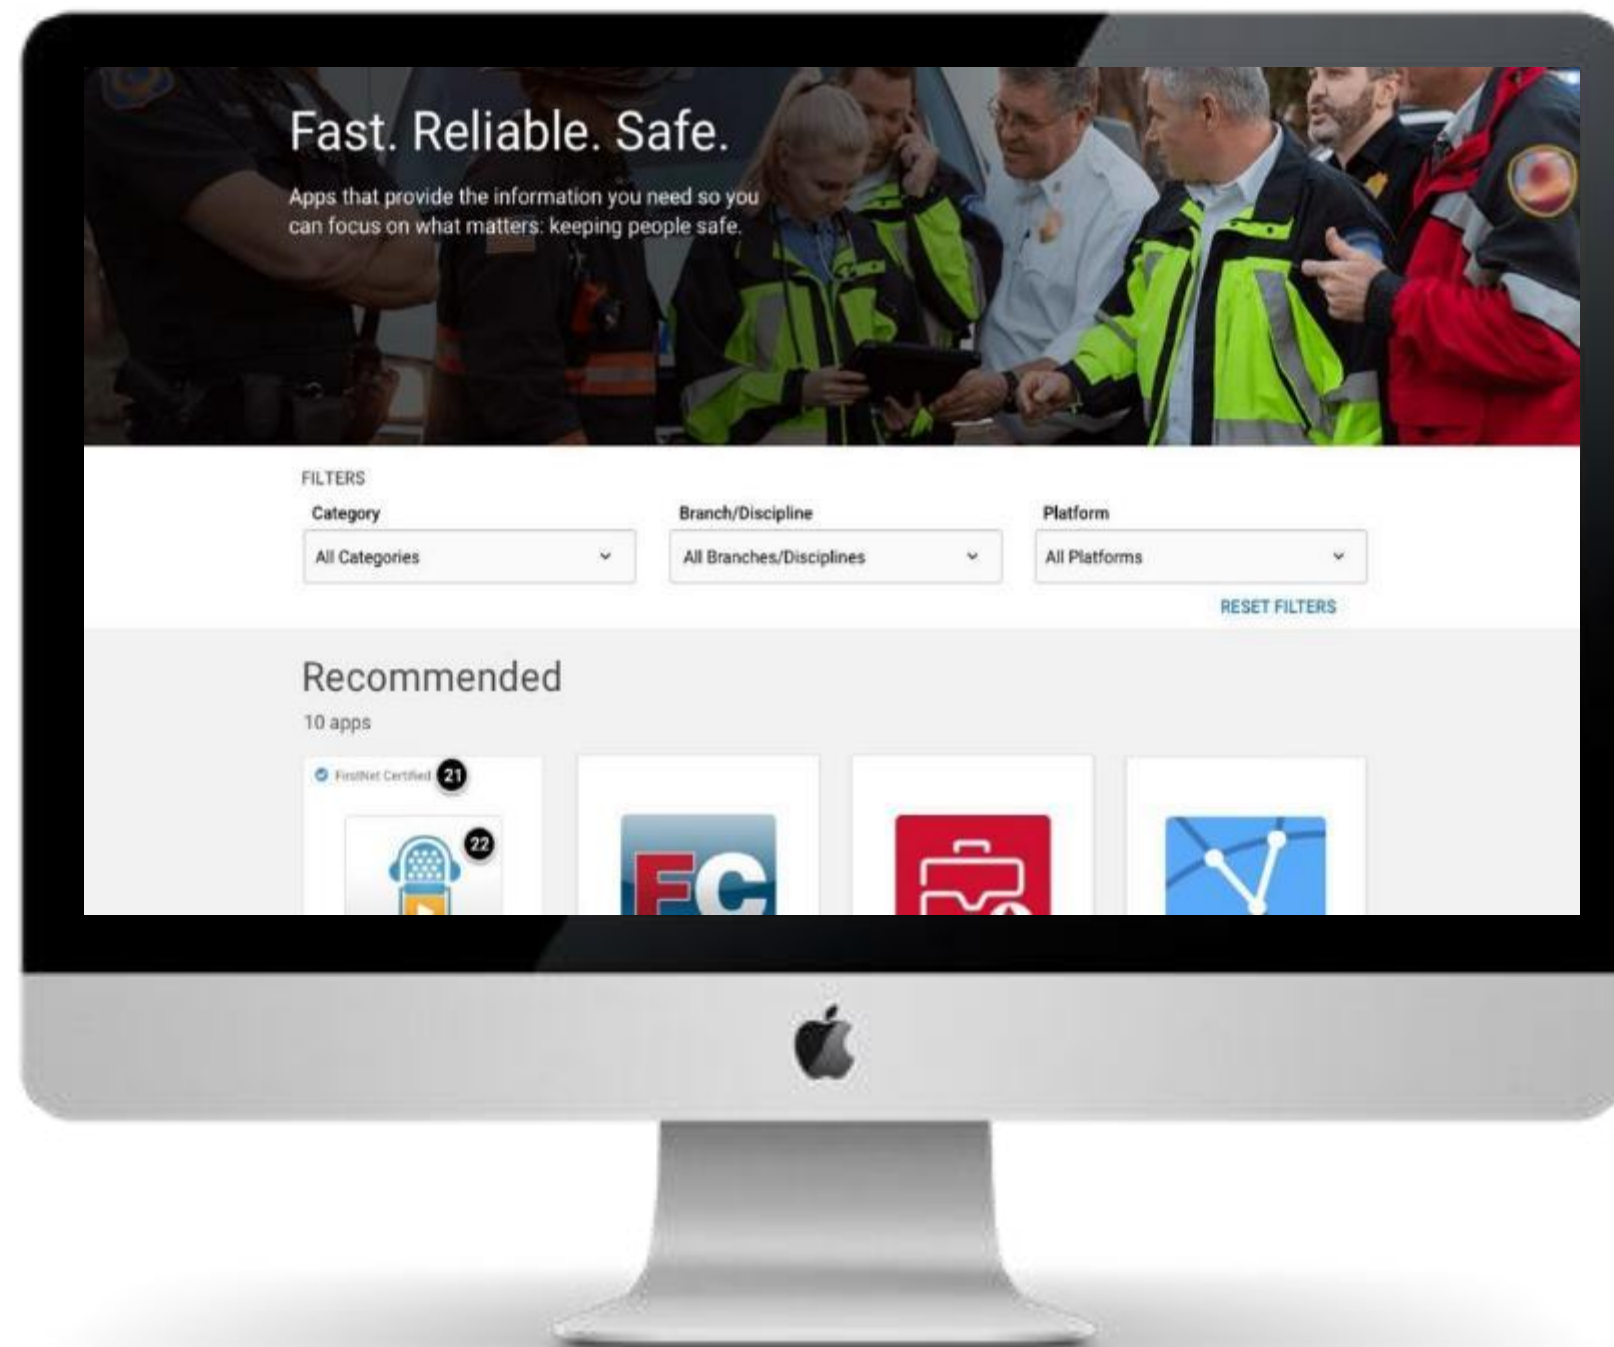 Fast. Reliable. Safe.
Apps that provide the information you need so you
can focus on what matters: keeping people safe.
FILTERS
Category
Branch/Discipline
Platform
All Categories
All Branches/Disciplines
All Platforms
RESET FILTERS
Recommended
10 apps
FirstNet Certified
21
22
FC